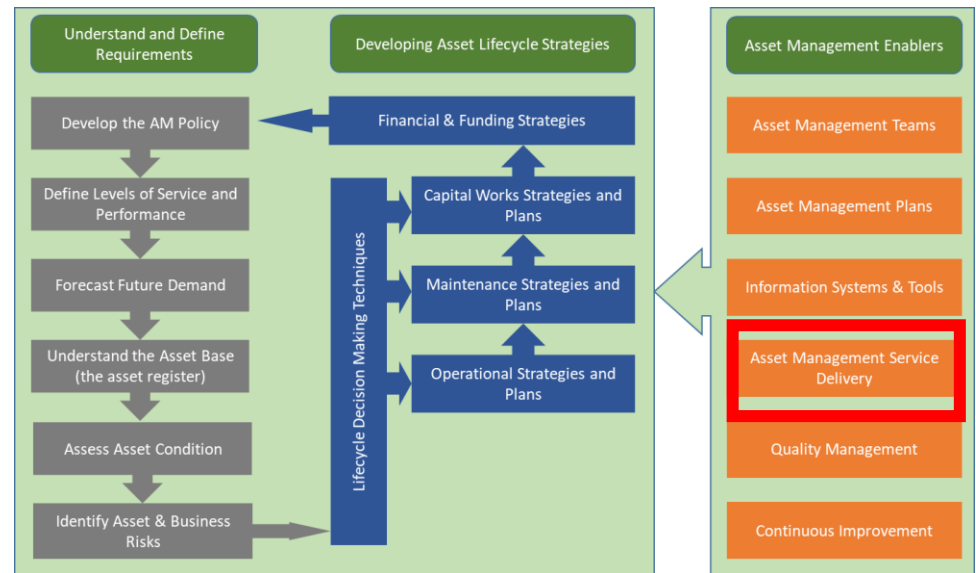 Understand and Define
Requirements
Develop the AM Policy
Define Levels of Service and
Performance
Forecast Future Demand
Understand the Asset Base
(the asset register)
Assess Asset Condition
Identify Asset & Business
Risks
Developing Asset Lifecycle Strategies
Financial & Funding Strategies
Lifecycle Decision Making Techniques
Capital Works Strategies and
Plans
Maintenance Strategies and
Plans
Operational Strategies and
Plans
Asset Management Enablers
Asset Management Teams
Asset Management Plans
Information Systems & Tools
Asset Management Service
Delivery
Quality Management
Continuous Improvement